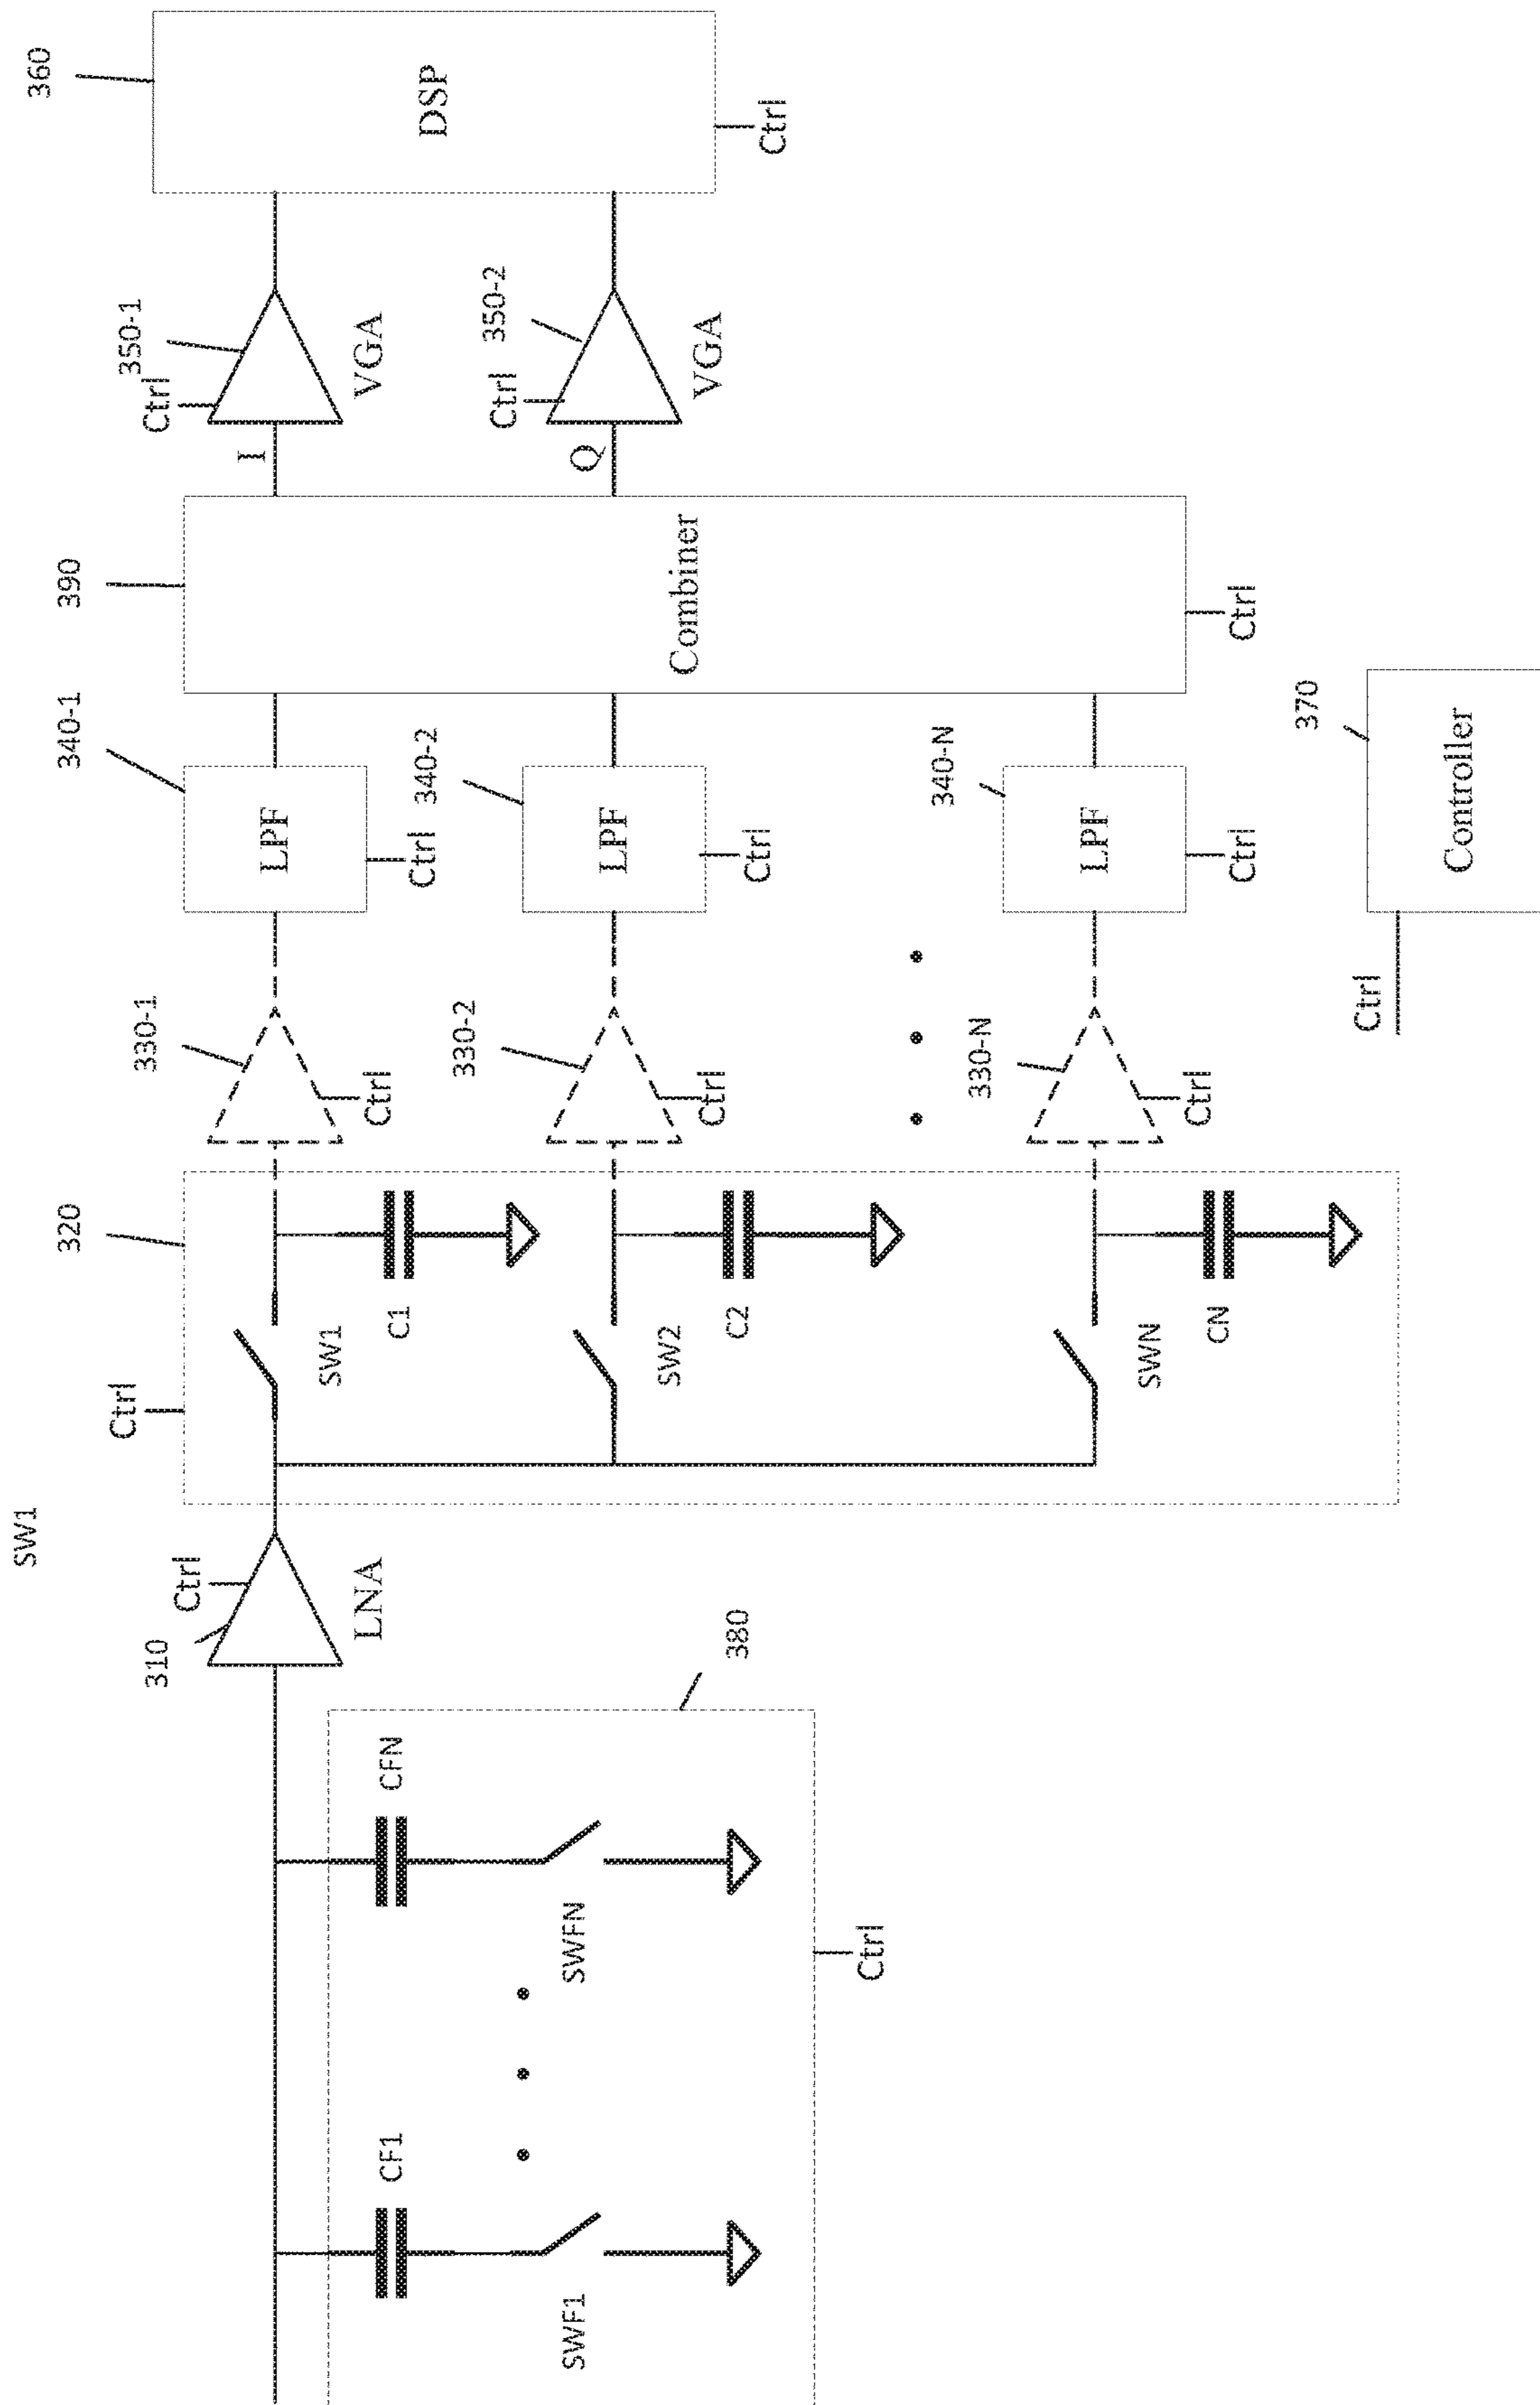 SW1
310
Ctrl
LNA
CF1
SWF1
CFN
SWFN
380
Ctrl
320
Ctrl
SW1
C1
SW2
C2
SWN
CN
330-1
Ctrl
330-2
Ctrl
330-N
Ctrl
340-1
LPF
Ctrl
340-2
LPF
Ctrl
340-N
LPF
Ctrl
390
Combiner
Ctrl
I
Q
350-1
Ctrl
VGA
350-2
Ctrl
VGA
360
DSP
Ctrl
370
Controller
Ctrl